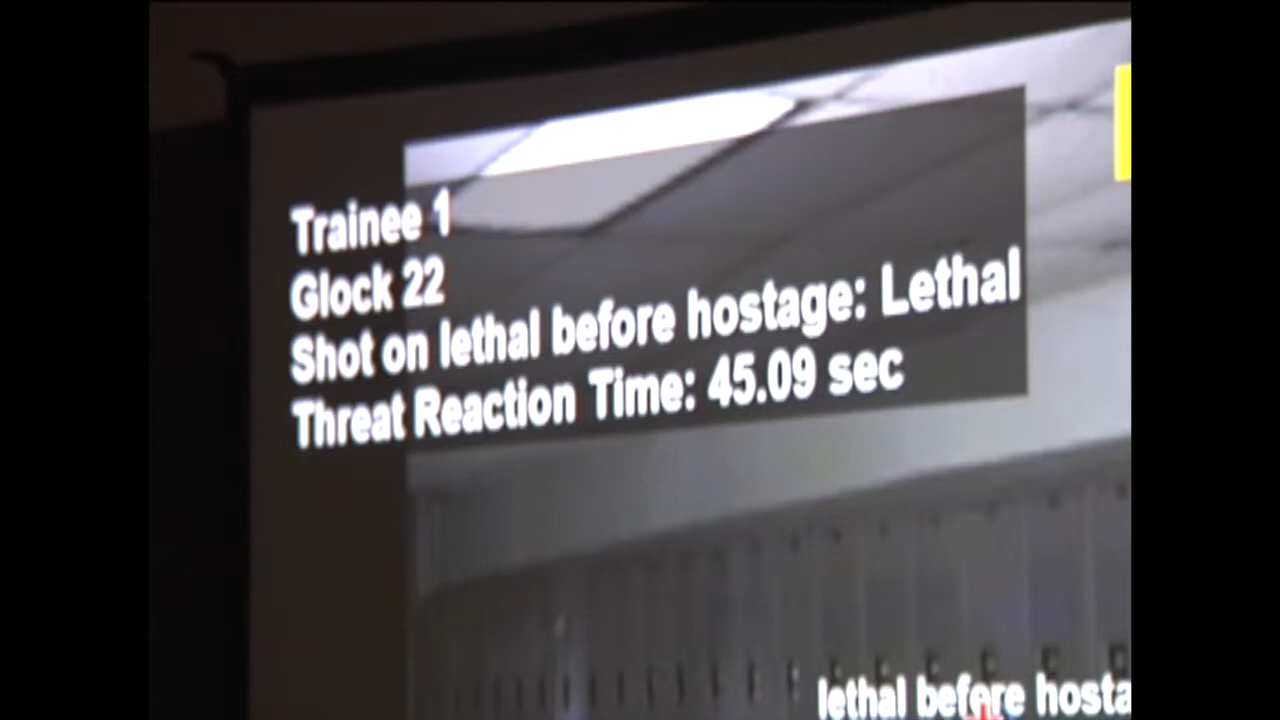 Trainee 1
Glock 22
Shot on lethal before hostage: Lethal
Threat Reaction Time: 45.09 sec
lethal before hosta